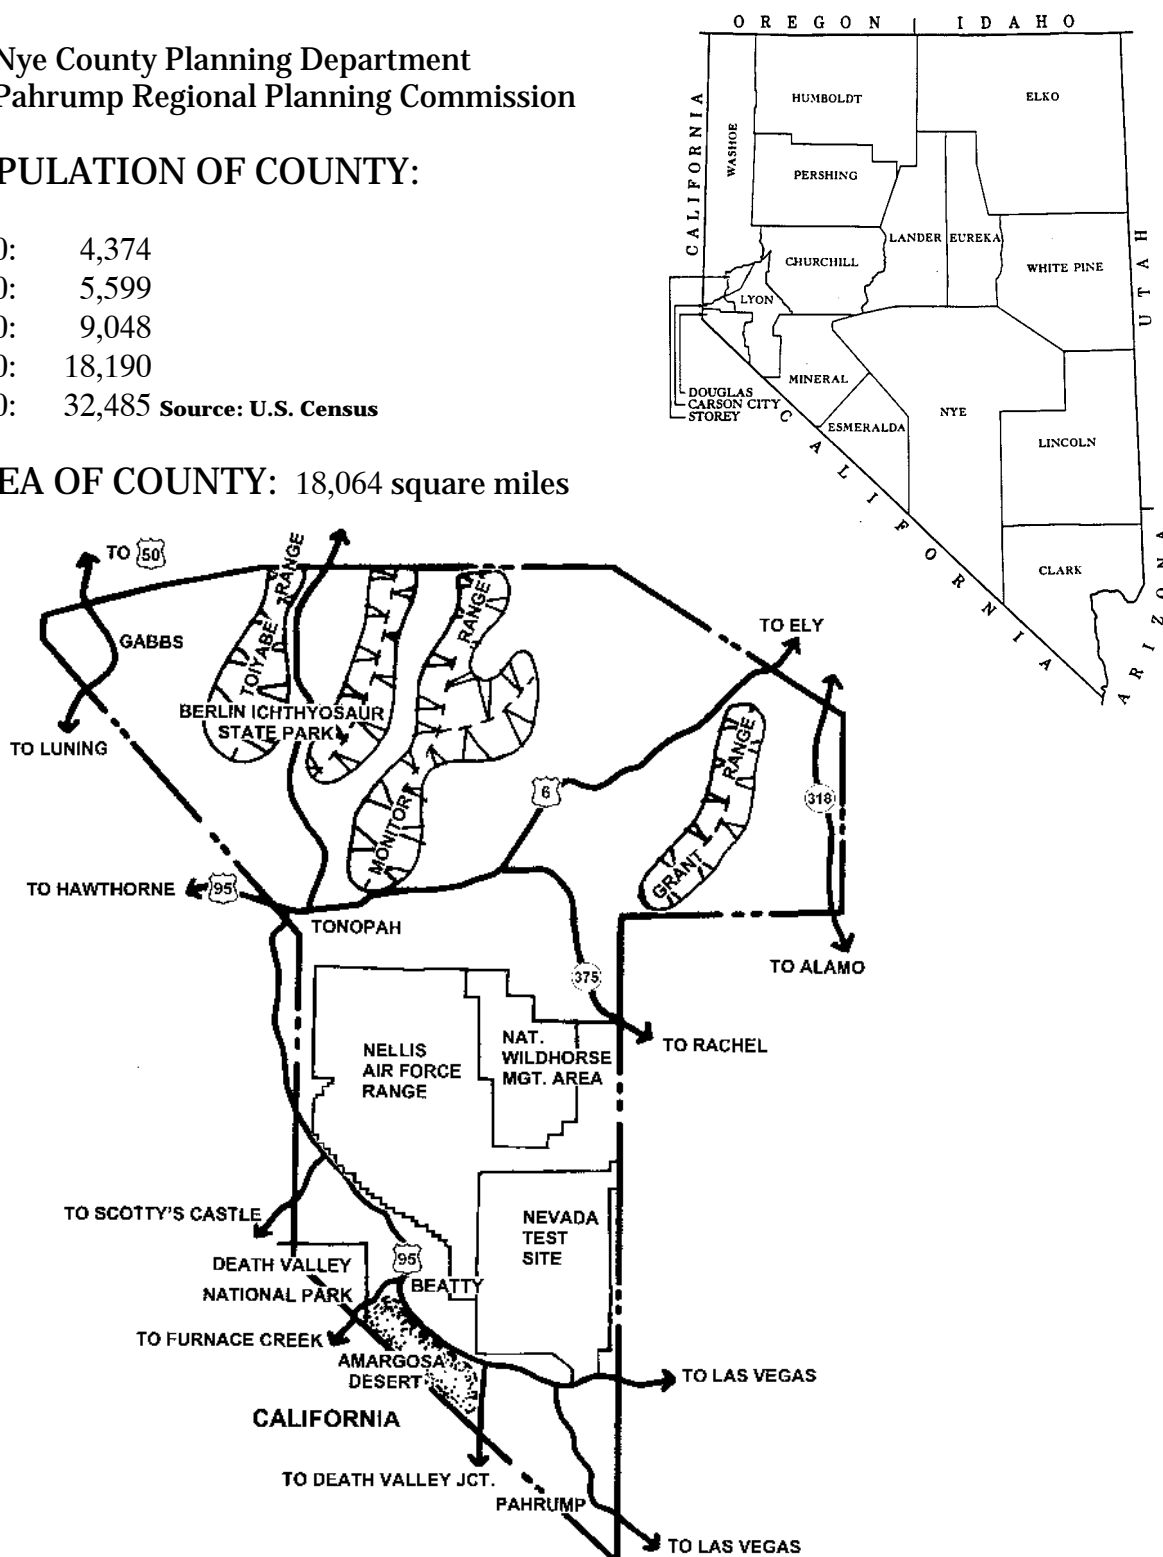 Nye County Planning Department
Pahrump Regional Planning Commission
PULATION OF COUNTY:
0: 4,374
0: 5,599
0: 9,048
0: 18,190
0: 32,485 Source: U.S. Census
EA OF COUNTY: 18,064 square miles
OREGON | IDAHO
CALIFORNIA
WASHOE
HUMBOLDT
ELKO
PERSHING
LANDER
EUREKA
CHURCHILL
WHITE PINE
UTAH
LYON
MINERAL
DOUGLAS
CARSON CITY
STOREY
ESMERALDA
NYE
LINCOLN
CALIFORNIA
CLARK
ARIZONA
TO 50
GABBS
TO LUNING
TOIYABE RANGE
BERLIN ICHTHYOSAUR
STATE PARK
MONITOR RANGE
TO ELY
6
GRANT RANGE
318
TO HAWTHORNE 95
TONOPAH
TO ALAMO
375
TO RACHEL
NELLIS
AIR FORCE
RANGE
NAT.
WILDHORSE
MGT. AREA
TO SCOTTY'S CASTLE
NEVADA
TEST
SITE
DEATH VALLEY
NATIONAL PARK
95
BEATTY
TO FURNACE CREEK
AMARGOSA
DESERT
TO LAS VEGAS
CALIFORNIA
TO DEATH VALLEY JCT.
PAHRUMP
TO LAS VEGAS